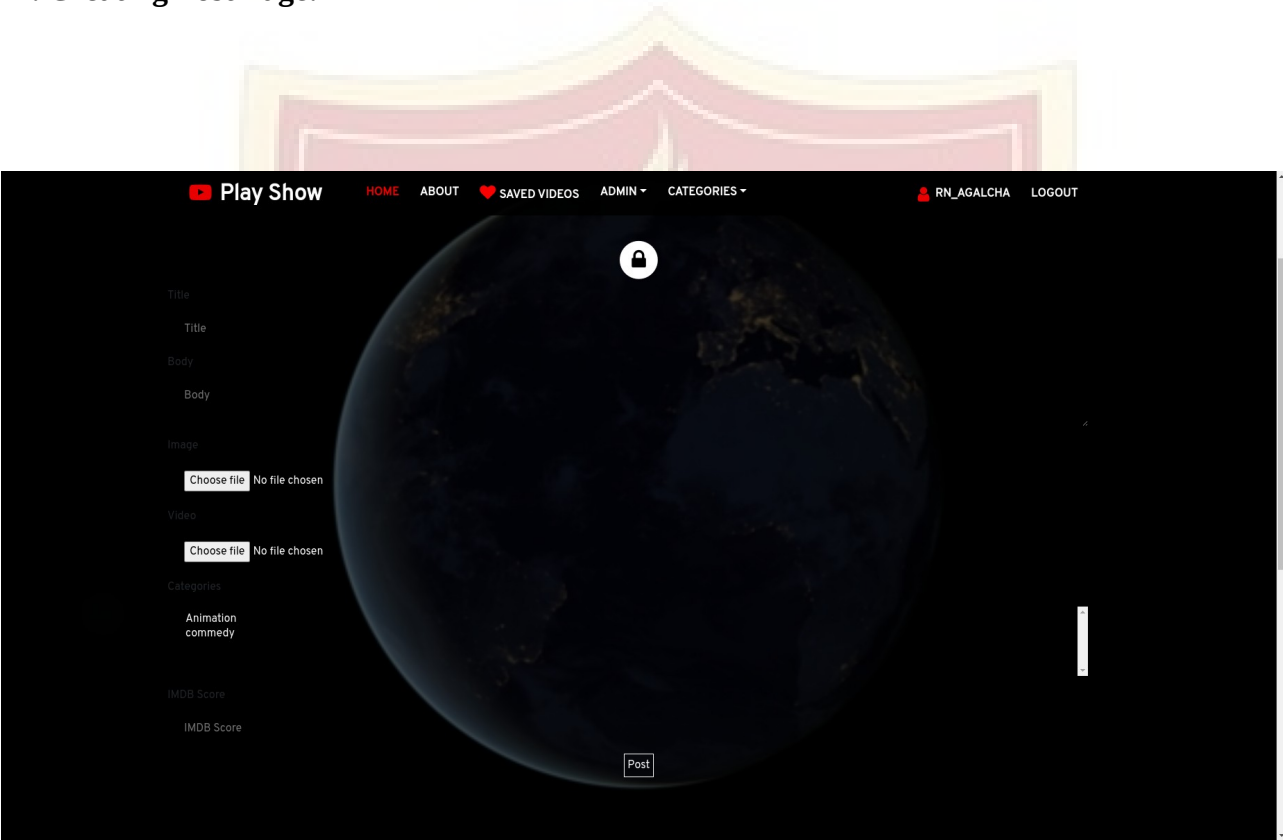 Play Show
HOME
ABOUT
SAVED VIDEOS
ADMIN
CATEGORIES
RN_AGALCHA
LOGOUT
Title
Title
Body
Body
Image
Choose file No file chosen
Video
Choose file No file chosen
Categories
Animation
commedy
IMDB Score
IMDB Score
Post